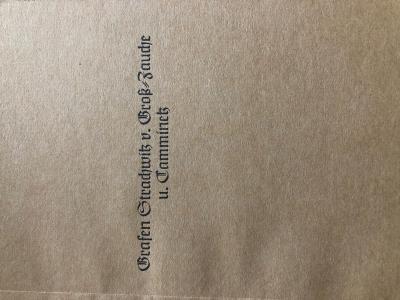 Grafen Strachwitz v. Groß-Zauche
u. Camminetz